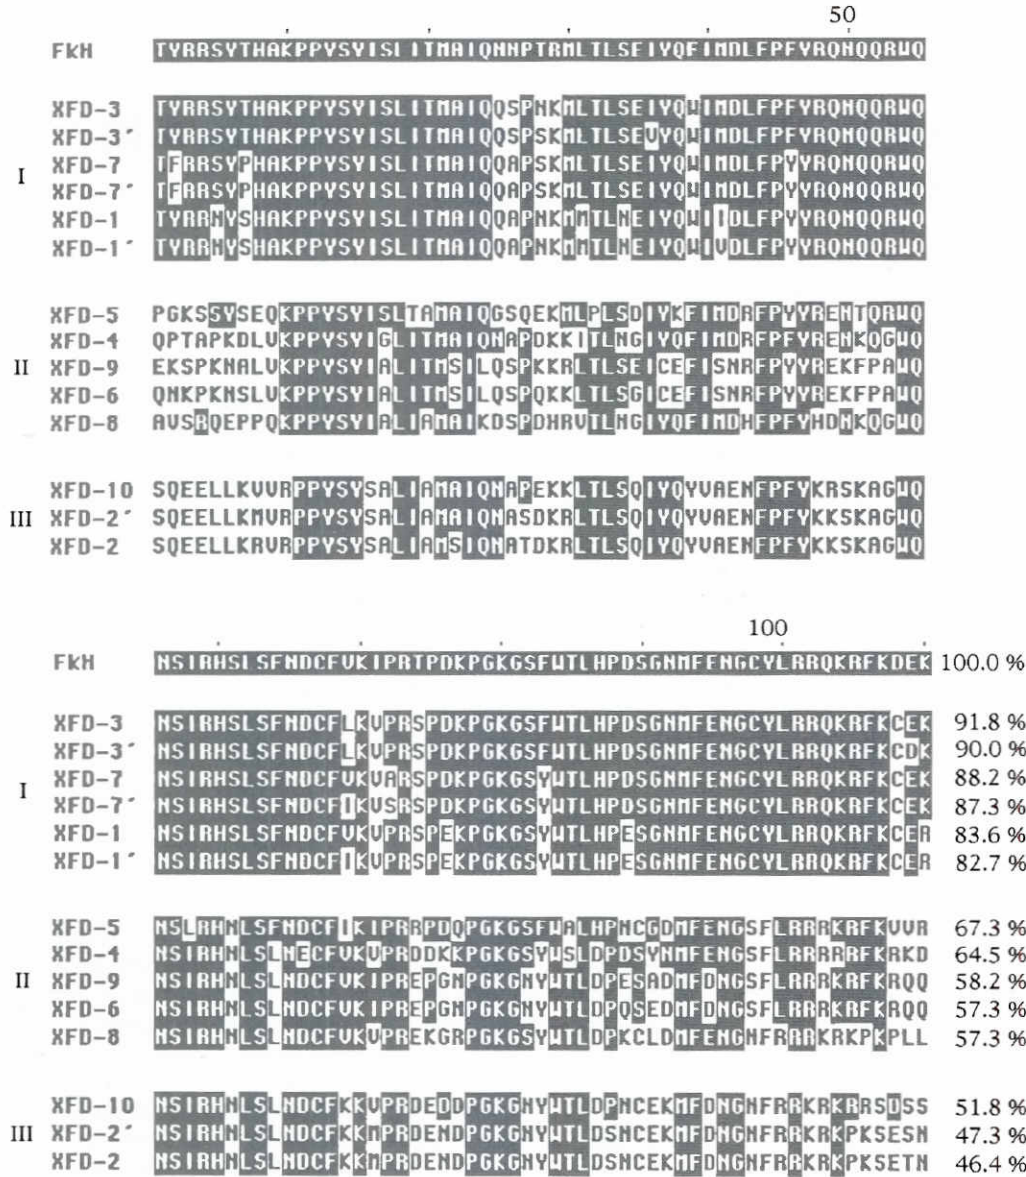 50
FkH TYRRSYTHAKPPYSYISLITMAIQNNPTRMLTLSEIYQFIMDLFPFYRQNQQRWQ
XFD-3 TYRRSYTHAKPPYSYISLITMAIQQSPNKMLTLSEIYQWIMDLFPFYRQNQQRWQ
XFD-3´ TYRRSYTHAKPPYSYISLITMAIQQSPSKMLTLSEVYQWIMDLFPFYRQNQQRWQ
XFD-7 TFRRSYPHAKPPYSYISLITMAIQQAPSKMLTLSEIYQWIMDLFPYYRQNQQRWQ
I
XFD-7´ TFRRSYPHAKPPYSYISLITMAIQQAPSKMLTLSEIYQWIMDLFPYYRQNQQRWQ
XFD-1 TYRRNYSHAKPPYSYISLITMAIQQAPNKMMTLNEIYQWIIDLFPYYRQNQQRWQ
XFD-1´ TYRRNYSHAKPPYSYISLITMAIQQAPNKMMTLNEIYQWIVDLFPYYRQNQQRWQ
XFD-5 PGKSSYSEQKPPYSYISLTAMAIQGSQEKMLPLSDIYKFIMDRFPYYRENTQRWQ
XFD-4 QPTAPKDLVKPPYSYIGLITMAIQNAPDKKITLNGIYQFIMDRFPYYRENKQGWQ
II XFD-9 EKSPKNALVKPPYSYIALITMSILQSPKKRLTLSEICEFISNRFPYYREKFPAWQ
XFD-6 QNKPKNSLVKPPYSYIALITMSILQSPQKKLTLSGICEFISNRFPYYREKFPAWQ
XFD-8 AVSRQEPPQKPPYSYIALIAMAIKDSPDHRVTLNGIYQFIMDHFPFYHDNKQGWQ
XFD-10 SQEELLKVVRPPYSYSALIAMAIQNAPEKKLTLSQIYQYVAENFPFYKRSKAGWQ
III XFD-2´ SQEELLKMVRPPYSYSALIAMAIQNASDKRLTLSQIYQYVAENFPFYKKSKAGWQ
XFD-2 SQEELLKRVRPPYSYSALIAMSIQNATDKRLTLSQIYQYVAENFPFYKKSKAGWQ
100
FkH NSIRHSLSFNDCFVKIPRTPDKPGKGSFWTLHPDSGNMFENGCYLRRQKRFKDEK 100.0 %
XFD-3 NSIRHSLSFNDCFLKVPRSPDKPGKGSFWTLHPDSGNMFENGCYLRRQKRFKCEK 91.8 %
XFD-3´ NSIRHSLSFNDCFLKVPRSPDKPGKGSFWTLHPDSGNMFENGCYLRRQKRFKCDK 90.0 %
XFD-7 NSIRHSLSFNDCFVKVARSPDKPGKGSYWTLHPDSGNMFENGCYLRRQKRFKCEK 88.2 %
I
XFD-7´ NSIRHSLSFNDCFIKVSRSPDKPGKGSYWTLHPDSGNMFENGCYLRRQKRFKCEK 87.3 %
XFD-1 NSIRHSLSFNDCFVKVPRSPEKPGKGSYWTLHPESGNMFENGCYLRRQKRFKCER 83.6 %
XFD-1´ NSIRHSLSFNDCFIKVPRSPEKPGKGSYWTLHPESGNMFENGCYLRRQKRFKCER 82.7 %
XFD-5 NSLRHNLSFNDCFIKIPRRPDQPGKGSFWALHPNCGDMFENGSFLRRRKRFKVVR 67.3 %
XFD-4 NSIRHNLSLNECFVKVPRDDKKPGKGSYWSLDPDSYNMFENGSFLRRRRRFKRKD 64.5 %
II XFD-9 NSIRHNLSLNDCFVKIPREPGNPGKGNYWTLDPESADMFDNGSFLRRRKRFKRQQ 58.2 %
XFD-6 NSIRHNLSLNDCFVKIPREPGNPGKGNYWTLDPQSEDMFDNGSFLRRRKRFKRQQ 57.3 %
XFD-8 NSIRHNLSLNDCFVKVPREKGRPGKGSYWTLDPKCLDMFENGNFRRRKRKPKPLL 57.3 %
XFD-10 NSIRHNLSLNDCFKKVPRDEDDPGKGNYWTLDPNCEKMFDNGNFRRKRKRRSDSS 51.8 %
III XFD-2´ NSIRHNLSLNDCFKKMPRDENDPGKGNYWTLDSNCEKMFDNGNFRRKRKPKSESN 47.3 %
XFD-2 NSIRHNLSLNDCFKKMPRDENDPGKGNYWTLDSNCEKMFDNGNFRRKRKPKSETN 46.4 %